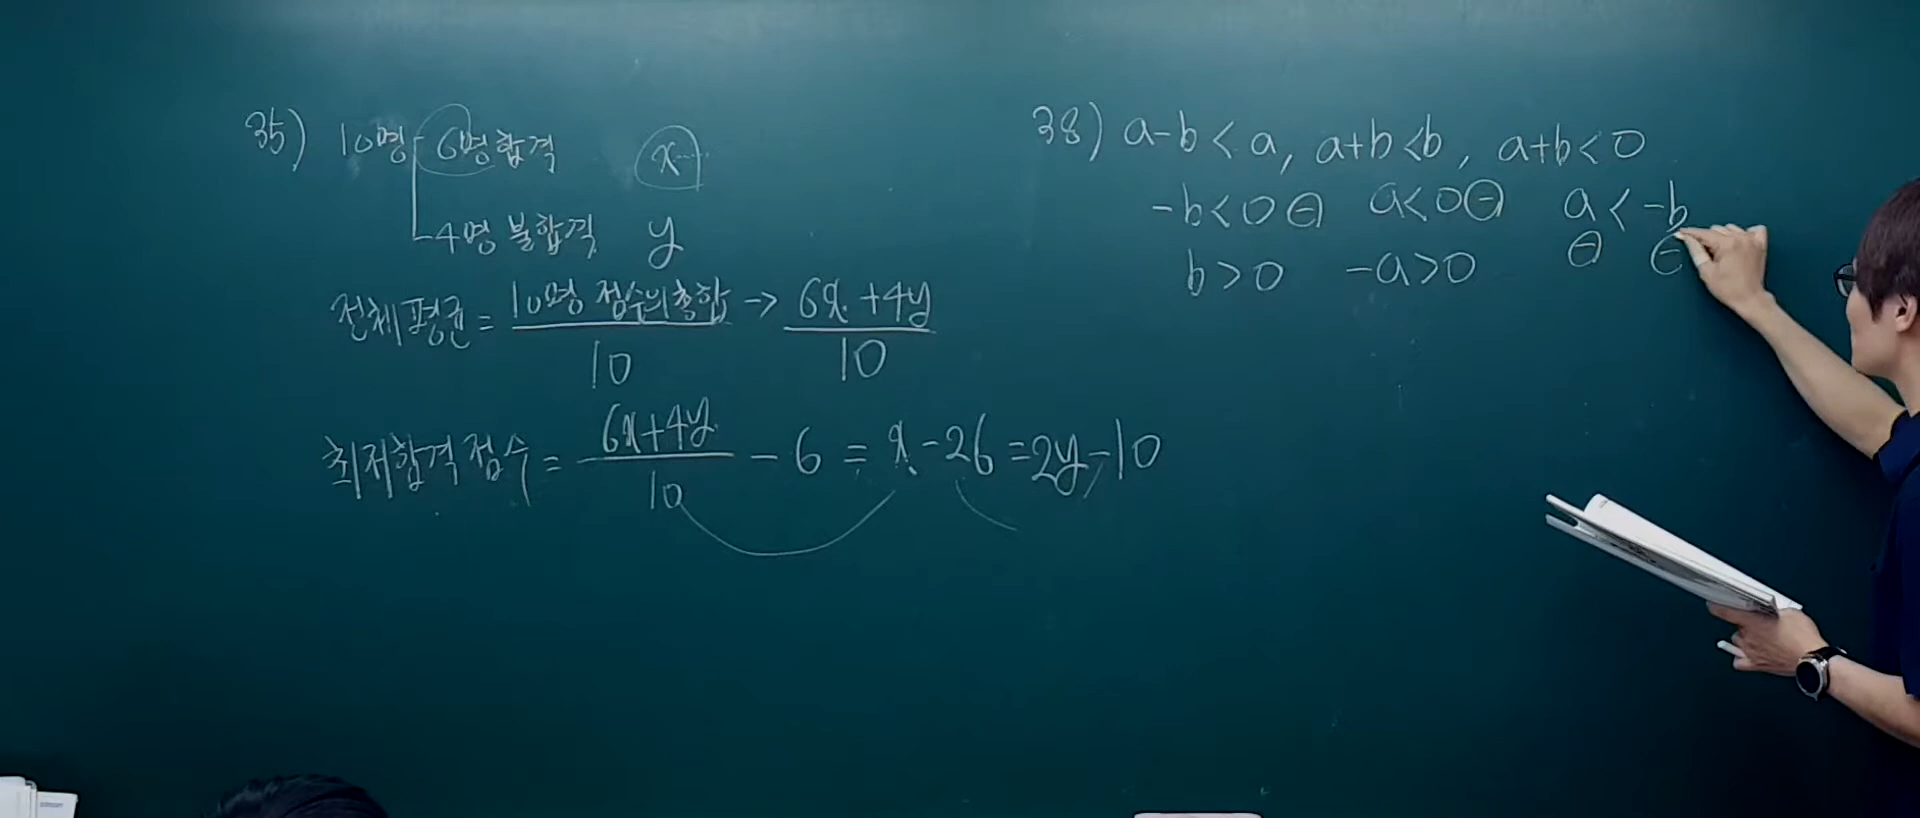 35) 10명 6명 합격 x
4명 불합격 y
전체평균 = 10명 점수의 총합 / 10 → 6x+4y / 10
최저합격 점수 = 6x+4y / 10 - 6 = x-26 = 2y-10
38) a-b < a, a+b < b, a+b < 0
-b < 0 ⊖ a < 0 ⊖ a < -b
⊖ ⊖
b > 0 -a > 0